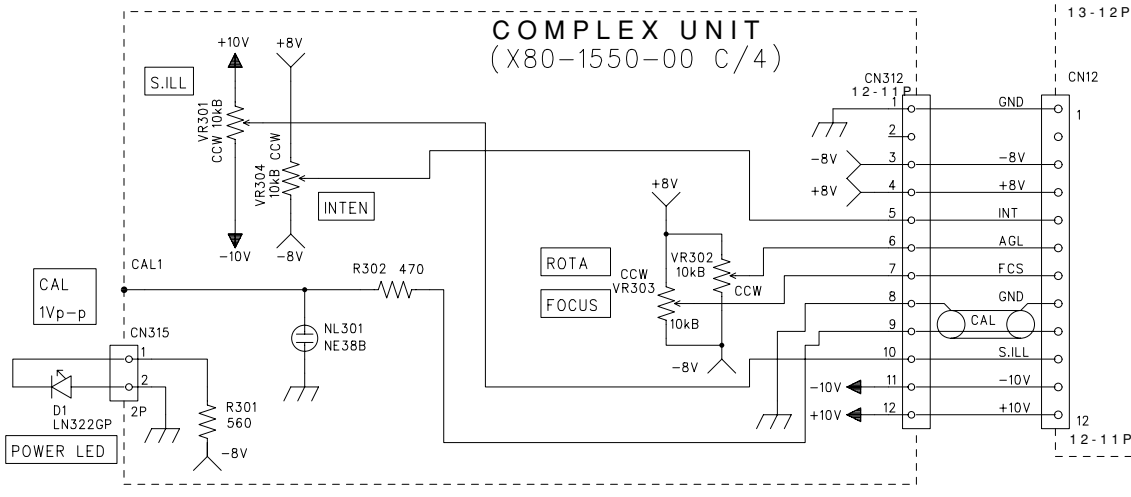 13-12P
COMPLEX UNIT
(X80-1550-00 C/4)
+10V
+8V
S.ILL
VR301
CCW 10kB
VR304
10kB CCW
INTEN
-10V
-8V
CN312
12-11P
CN12
1
GND
1
2
-8V
3
-8V
+8V
4
+8V
5
INT
6
AGL
7
FCS
8
GND
9
CAL
10
S.ILL
-10V
11
-10V
+10V
12
+10V
12
12-11P
+8V
ROTA
CCW
VR303
VR302
10kB
CCW
FOCUS
10kB
-8V
CAL1
R302 470
CAL
1Vp-p
NL301
NE38B
CN315
1
2
2P
D1
LN322GP
R301
560
-8V
POWER LED